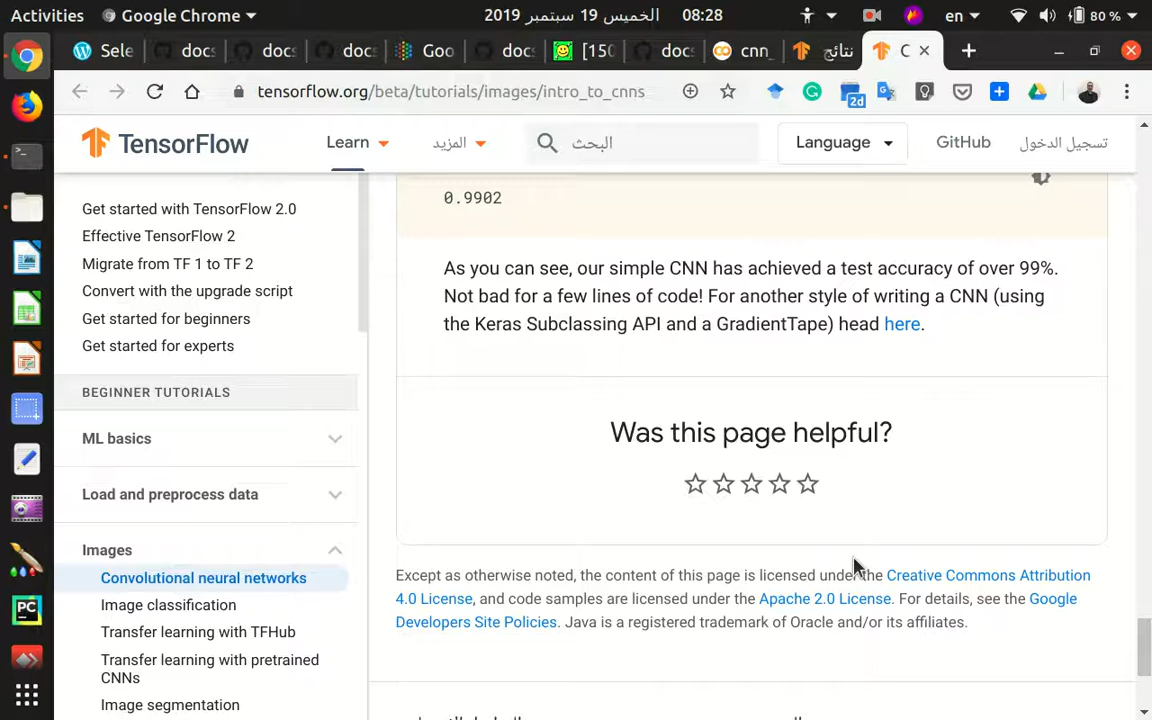 Activities
Google Chrome
الخميس 19 سبتمبر 2019
08:28
en
80 %
Sele
docs
doc
doc
Goo
docs
[150
docs
cnn_
نتائج
C
tensorflow.org/beta/tutorials/images/intro_to_cnns
2d
TensorFlow
Learn
المزيد
البحث
Language
GitHub
تسجيل الدخول
Get started with TensorFlow 2.0
Effective TensorFlow 2
Migrate from TF 1 to TF 2
Convert with the upgrade script
Get started for beginners
Get started for experts
BEGINNER TUTORIALS
ML basics
Load and preprocess data
Images
Convolutional neural networks
Image classification
Transfer learning with TFHub
Transfer learning with pretrained
CNNs
Image segmentation
0.9902
As you can see, our simple CNN has achieved a test accuracy of over 99%.
Not bad for a few lines of code! For another style of writing a CNN (using
the Keras Subclassing API and a GradientTape) head here.
Was this page helpful?
Except as otherwise noted, the content of this page is licensed under the Creative Commons Attribution
4.0 License, and code samples are licensed under the Apache 2.0 License. For details, see the Google
Developers Site Policies. Java is a registered trademark of Oracle and/or its affiliates.